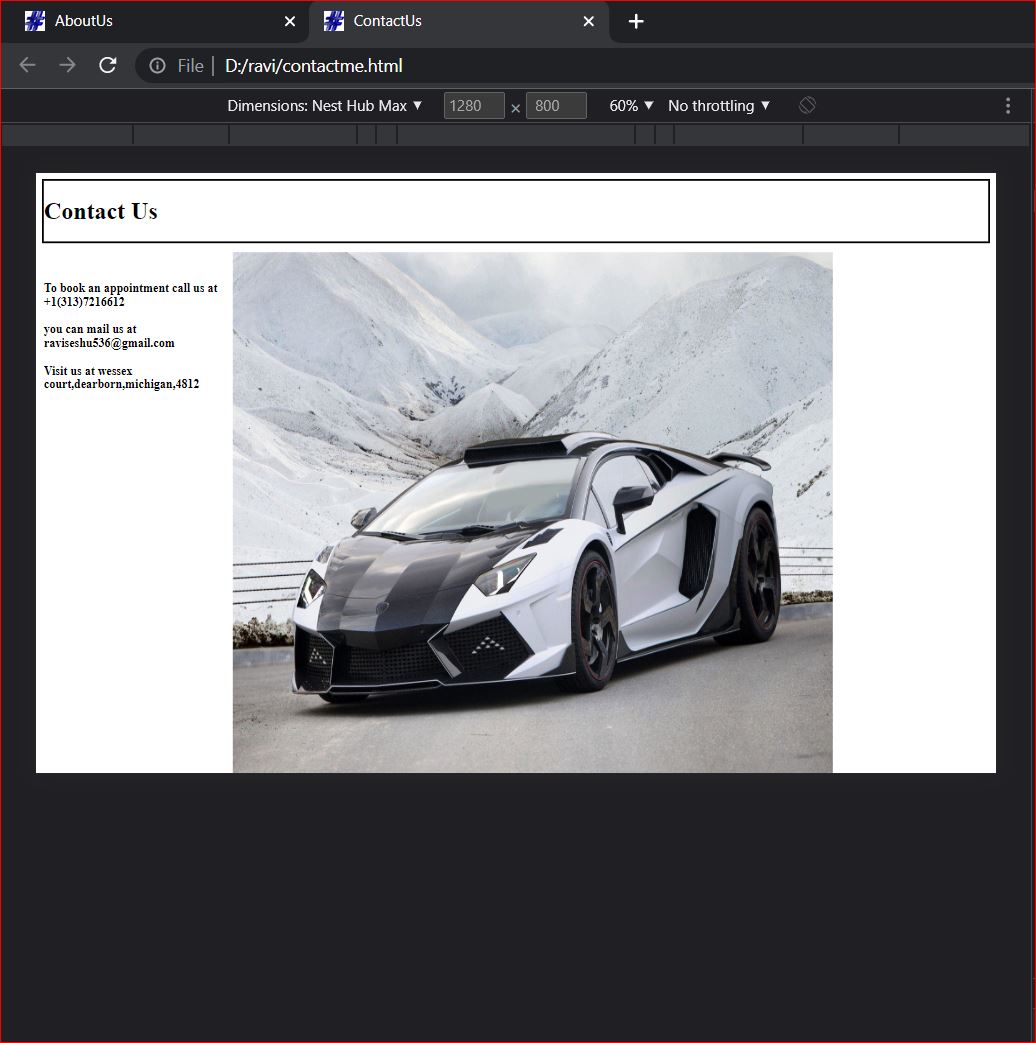 AboutUs
ContactUs
File
D:/ravi/contactme.html
Dimensions: Nest Hub Max
1280 × 800
60%
No throttling
Contact Us
To book an appointment call us at
+1(313)7216612
you can mail us at
raviseshu536@gmail.com
Visit us at wessex
court,dearborn,michigan,4812